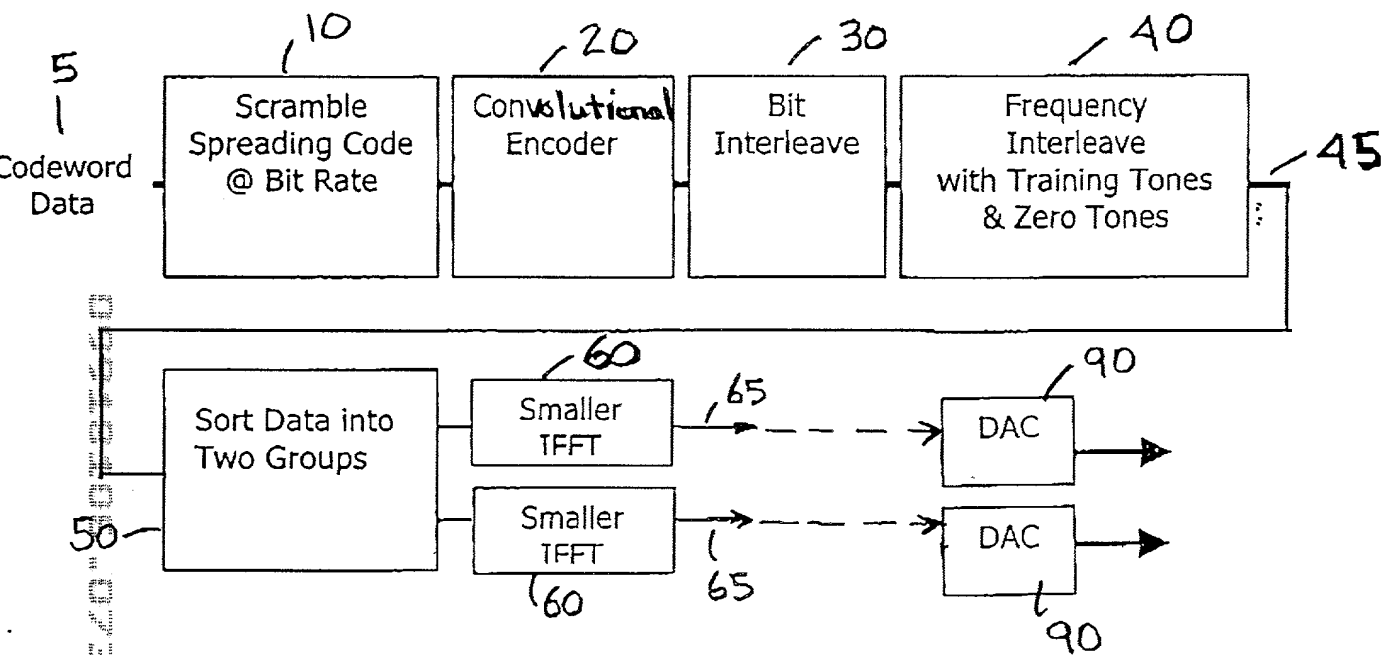 5
10
20
30
40
Codeword
Data
Scramble
Spreading Code
@ Bit Rate
Convolutional
Encoder
Bit
Interleave
Frequency
Interleave
with Training Tones
& Zero Tones
45
50
Sort Data into
Two Groups
60
Smaller
IFFT
65
90
DAC
Smaller
IFFT
60
65
DAC
90